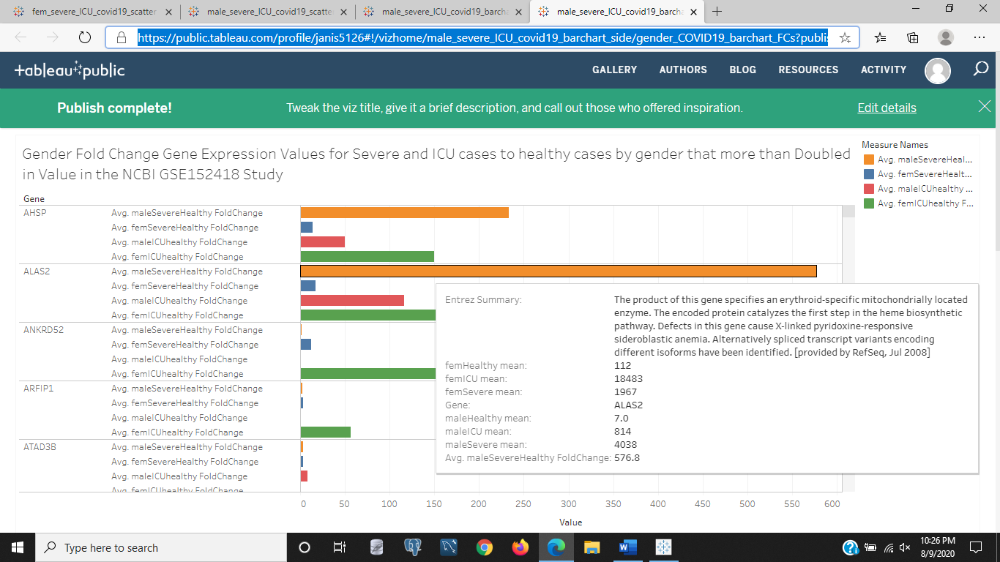 fem_severe_ICU_covid19_scatte
male_severe_ICU_covid19_scatte
male_severe_ICU_covid19_barcha
male_severe_ICU_covid19_barcha
https://public.tableau.com/profile/janis5126#!/vizhome/male_severe_ICU_covid19_barchart_side/gender_COVID19_barchart_FCs?publi
tableau public
GALLERY AUTHORS BLOG RESOURCES ACTIVITY
Publish complete! Tweak the viz title, give it a brief description, and call out those who offered inspiration. Edit details
Gender Fold Change Gene Expression Values for Severe and ICU cases to healthy cases by gender that more than Doubled
in Value in the NCBI GSE152418 Study
Measure Names
Avg. maleSevereHeal...
Avg. femSevereHealt...
Avg. maleICUhealthy ...
Avg. femICUhealthy F...
Gene
AHSP Avg. maleSevereHealthy FoldChange
Avg. femSevereHealthy FoldChange
Avg. maleICUhealthy FoldChange
Avg. femICUhealthy FoldChange
ALAS2 Avg. maleSevereHealthy FoldChange
Avg. femSevereHealthy FoldChange
Avg. maleICUhealthy FoldChange
Avg. femICUhealthy FoldChange
ANKRD52 Avg. maleSevereHealthy FoldChange
Avg. femSevereHealthy FoldChange
Avg. maleICUhealthy FoldChange
Avg. femICUhealthy FoldChange
ARFIP1 Avg. maleSevereHealthy FoldChange
Avg. femSevereHealthy FoldChange
Avg. maleICUhealthy FoldChange
Avg. femICUhealthy FoldChange
ATAD3B Avg. maleSevereHealthy FoldChange
Avg. femSevereHealthy FoldChange
Avg. maleICUhealthy FoldChange
Avg. femICUhealthy FoldChange
Entrez Summary: The product of this gene specifies an erythroid-specific mitochondrially located
enzyme. The encoded protein catalyzes the first step in the heme biosynthetic
pathway. Defects in this gene cause X-linked pyridoxine-responsive
sideroblastic anemia. Alternatively spliced transcript variants encoding
different isoforms have been identified. [provided by RefSeq, Jul 2008]
femHealthy mean: 112
femICU mean: 18483
femSevere mean: 1967
Gene: ALAS2
maleHealthy mean: 7.0
maleICU mean: 814
maleSevere mean: 4038
Avg. maleSevereHealthy FoldChange: 576.8
0 50 100 150 200 250 300 350 400 450 500 550 600
Value
Type here to search
10:26 PM
8/9/2020